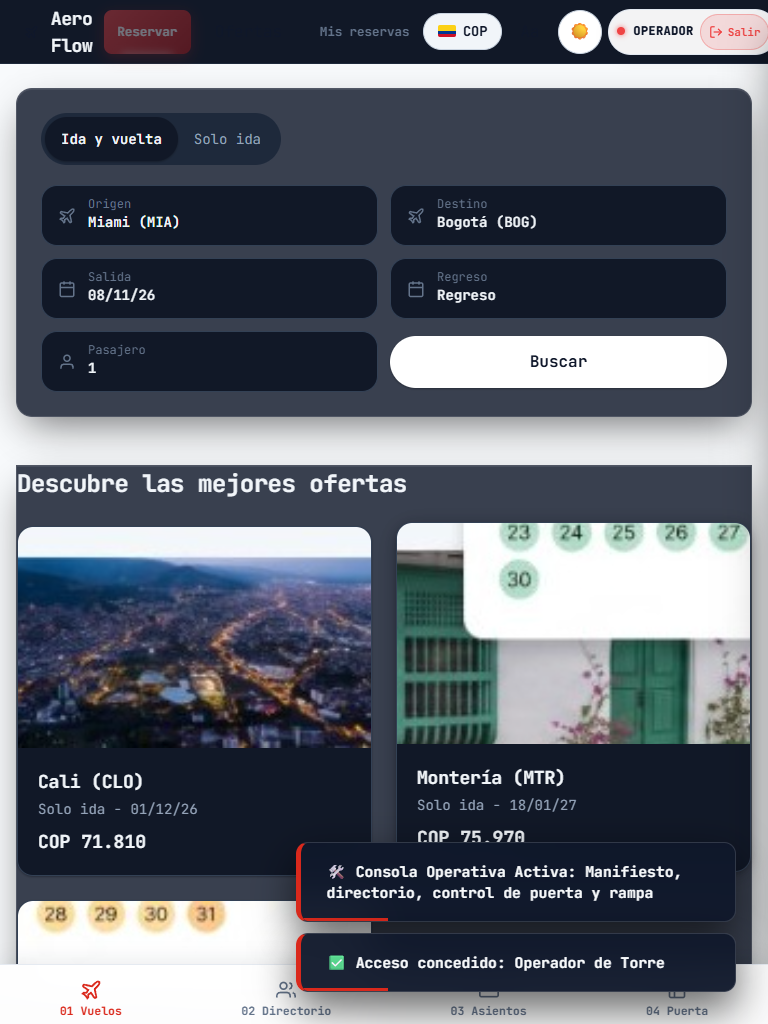 Aero
Flow
Reservar
Mis reservas
COP
OPERADOR
Salir
Ida y vuelta
Solo ida
Origen
Miami (MIA)
Destino
Bogotá (BOG)
Salida
08/11/26
Regreso
Regreso
Pasajero
1
Buscar
Descubre las mejores ofertas
23 24 25 26 27
30
Cali (CLO)
Solo ida - 01/12/26
COP 71.810
Montería (MTR)
Solo ida - 18/01/27
COP 75.970
28 29 30 31
🛠️ Consola Operativa Activa: Manifiesto,
directorio, control de puerta y rampa
✅ Acceso concedido: Operador de Torre
01 Vuelos
02 Directorio
03 Asientos
04 Puerta